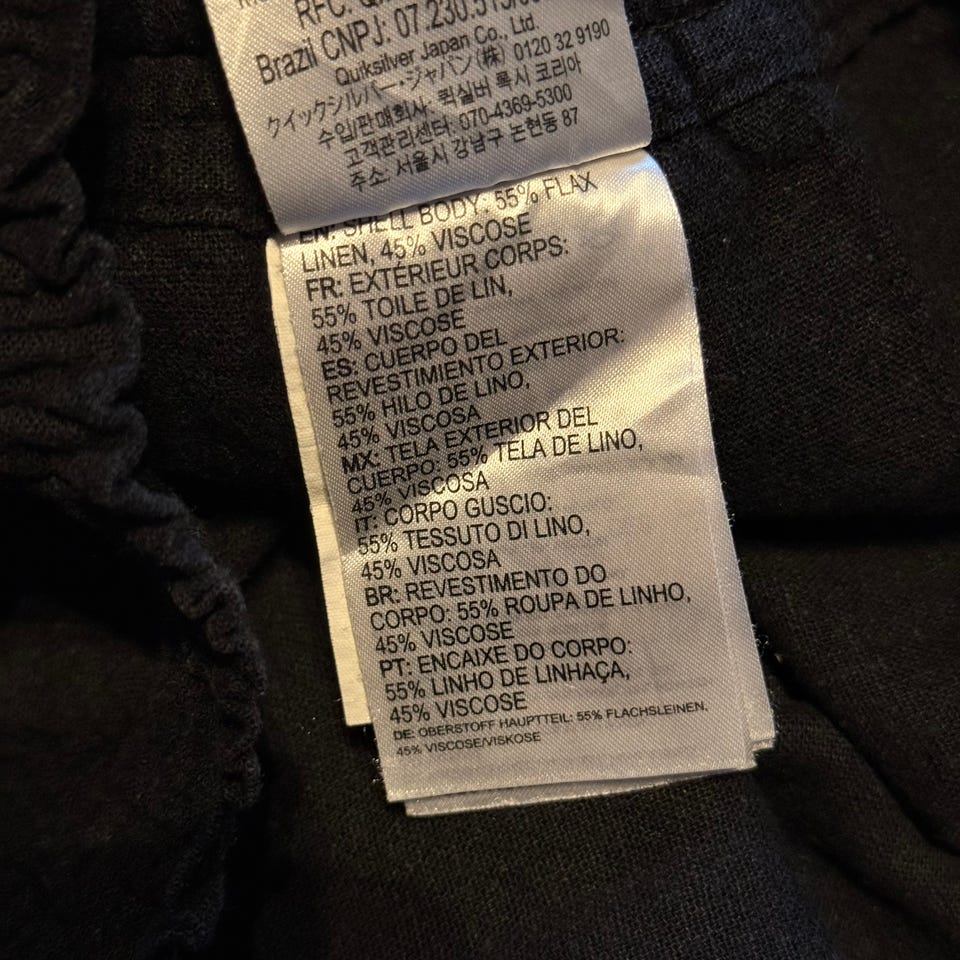 Brazil CNPJ: 07.230.513/
Quiksilver Japan Co., Ltd.
クイックシルバー・ジャパン(株) 0120 32 9190
수입/판매회사: 퀵실버 록시 코리아
고객관리센터: 070-4369-5300
주소: 서울시 강남구 논현동 87
EN: SHELL BODY: 55% FLAX
LINEN, 45% VISCOSE
FR: EXTÉRIEUR CORPS:
55% TOILE DE LIN,
45% VISCOSE
ES: CUERPO DEL
REVESTIMIENTO EXTERIOR:
55% HILO DE LINO,
45% VISCOSA
MX: TELA EXTERIOR DEL
CUERPO: 55% TELA DE LINO,
45% VISCOSA
IT: CORPO GUSCIO:
55% TESSUTO DI LINO,
45% VISCOSA
BR: REVESTIMENTO DO
CORPO: 55% ROUPA DE LINHO,
45% VISCOSE
PT: ENCAIXE DO CORPO:
55% LINHO DE LINHAÇA,
45% VISCOSE
DE: OBERSTOFF HAUPTTEIL: 55% FLACHSLEINEN,
45% VISCOSE/VISKOSE